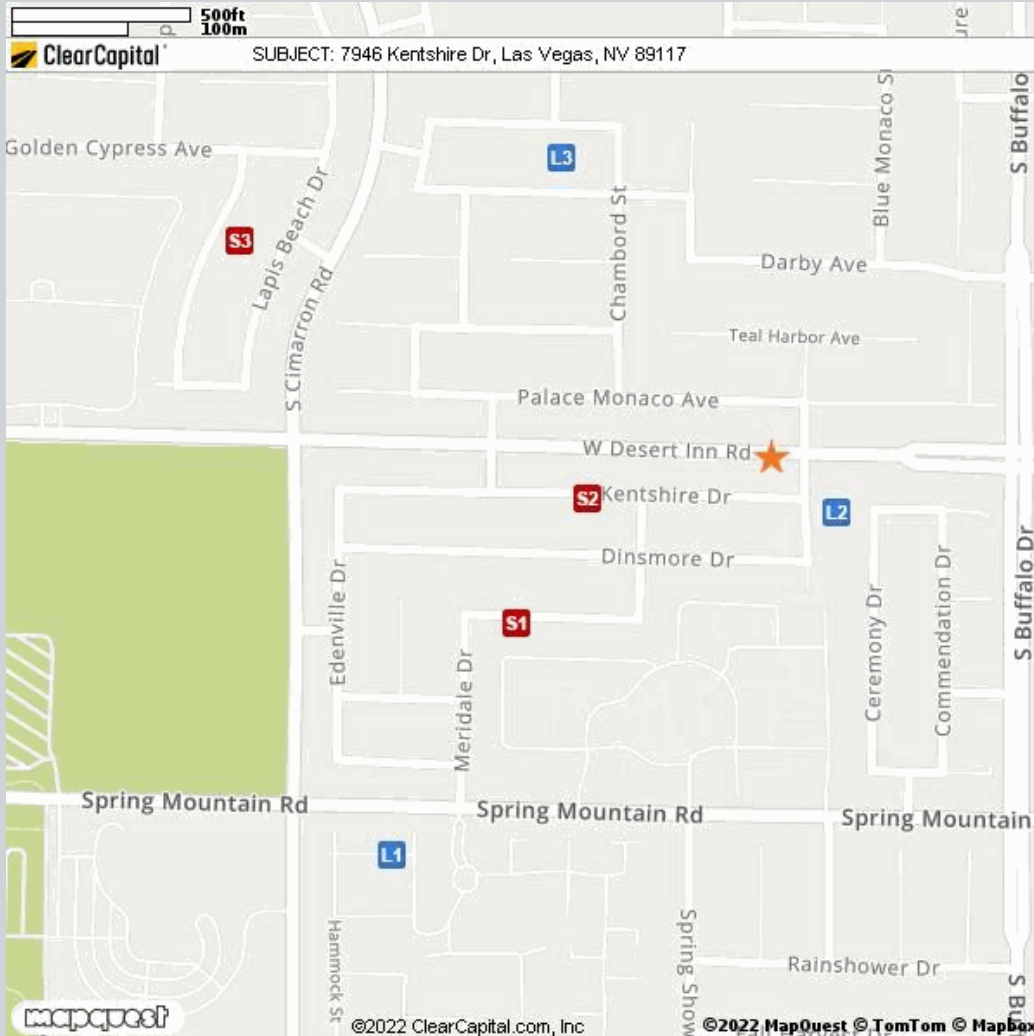 500ft
100m
ClearCapital
SUBJECT: 7946 Kentshire Dr, Las Vegas, NV 89117
S Buffalo
Blue Monaco St
Golden Cypress Ave
L3
S3
Lapis Beach Dr
Chambord St
Darby Ave
S Cimarron Rd
Teal Harbor Ave
Palace Monaco Ave
W Desert Inn Rd
S2
Kentshire Dr
L2
Dinsmore Dr
S Buffalo Dr
Edenville Dr
S1
Meridale Dr
Ceremony Dr
Commendation Dr
Spring Mountain Rd
Spring Mountain Rd
Spring Mountain
L1
Hammock St
Spring Show
Rainshower Dr
mapquest
©2022 ClearCapital.com, Inc
©2022 MapQuest © TomTom © Mapbox